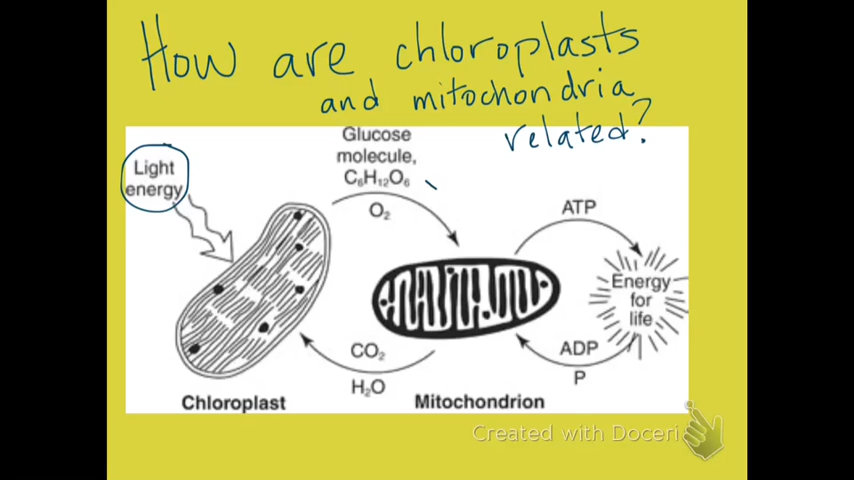 How are chloroplasts
and mitochondria
related?
Light
energy
Glucose
molecule,
C₆H₁₂O₆
O₂
ATP
Energy
for
life
CO₂
H₂O
ADP
P
Chloroplast
Mitochondrion
Created with Doceri